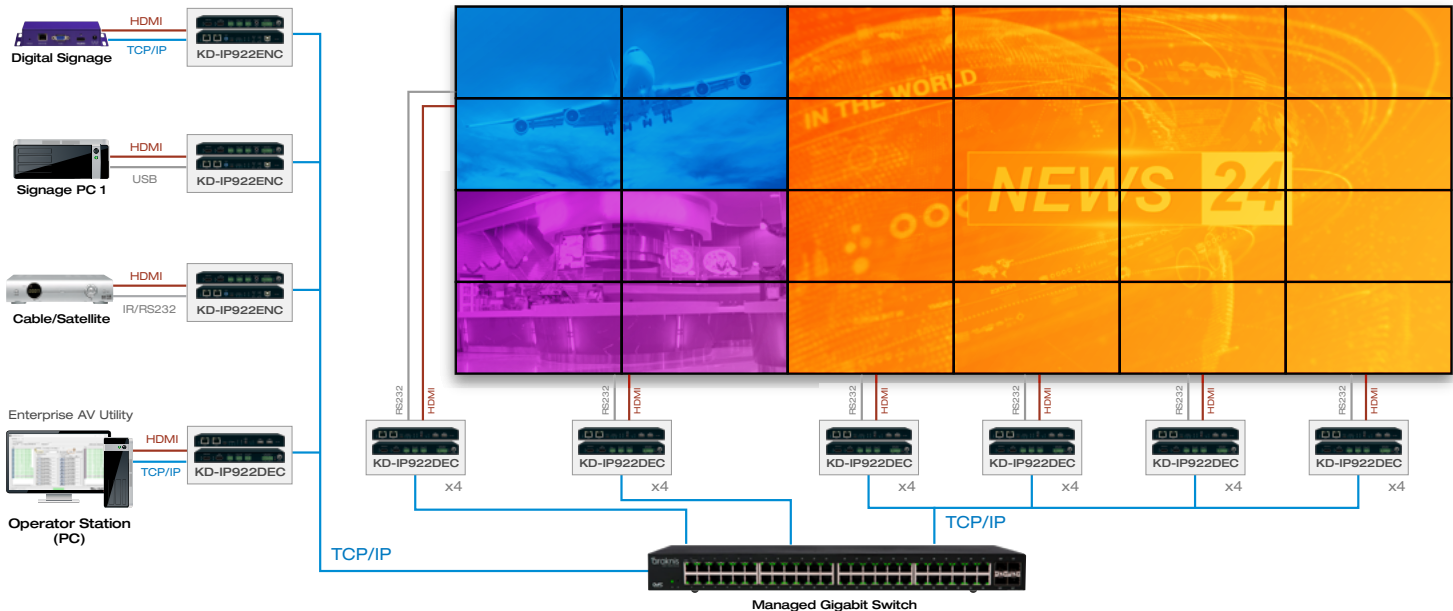 HDMI
TCP/IP
Digital Signage
KD-IP922ENC
HDMI
USB
Signage PC 1
KD-IP922ENC
HDMI
IR/RS232
Cable/Satellite
KD-IP922ENC
Enterprise AV Utility
HDMI
TCP/IP
KD-IP922DEC
Operator Station
(PC)
IN THE WORLD
NEWS 24
RS232
HDMI
RS232
HDMI
RS232
HDMI
RS232
HDMI
RS232
HDMI
RS232
HDMI
KD-IP922DEC
KD-IP922DEC
KD-IP922DEC
KD-IP922DEC
KD-IP922DEC
KD-IP922DEC
x4
x4
x4
x4
x4
x4
TCP/IP
TCP/IP
araknis
Managed Gigabit Switch